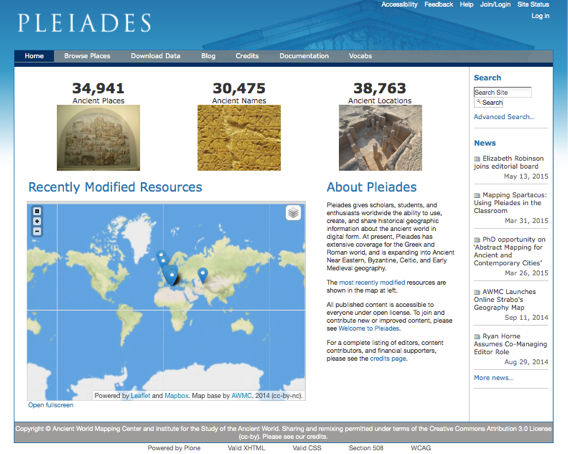 Accessibility Feedback Help Join/Login Site Status
Log in
PLEIADES
Home Browse Places Download Data Blog Credits Documentation Vocabs
34,941
Ancient Places
30,475
Ancient Names
38,763
Ancient Locations
Recently Modified Resources
Powered by Leaflet and Mapbox. Map base by AWMC, 2014 (cc-by-nc).
Open fullscreen
About Pleiades
Pleiades gives scholars, students, and
enthusiasts worldwide the ability to use,
create, and share historical geographic
information about the ancient world in
digital form. At present, Pleiades has
extensive coverage for the Greek and
Roman world, and is expanding into Ancient
Near Eastern, Byzantine, Celtic, and Early
Medieval geography.
The most recently modified resources are
shown in the map at left.
All published content is accessible to
everyone under open license. To join and
contribute new or improved content, please
see Welcome to Pleiades.
For a complete listing of editors, content
contributors, and financial supporters,
please see the credits page.
Search
Search Site
Search
Advanced Search…
News
Elizabeth Robinson
joins editorial board
May 13, 2015
Mapping Spartacus:
Using Pleiades in the
Classroom
Mar 31, 2015
PhD opportunity on
'Abstract Mapping for
Ancient and
Contemporary Cities'
Mar 26, 2015
AWMC Launches
Online Strabo's
Geography Map
Sep 11, 2014
Ryan Horne
Assumes Co-Managing
Editor Role
Aug 29, 2014
More news…
Copyright © Ancient World Mapping Center and Institute for the Study of the Ancient World. Sharing and remixing permitted under terms of the Creative Commons Attribution 3.0 License
(cc-by). Please see our credits.
Powered by Plone Valid XHTML Valid CSS Section 508 WCAG